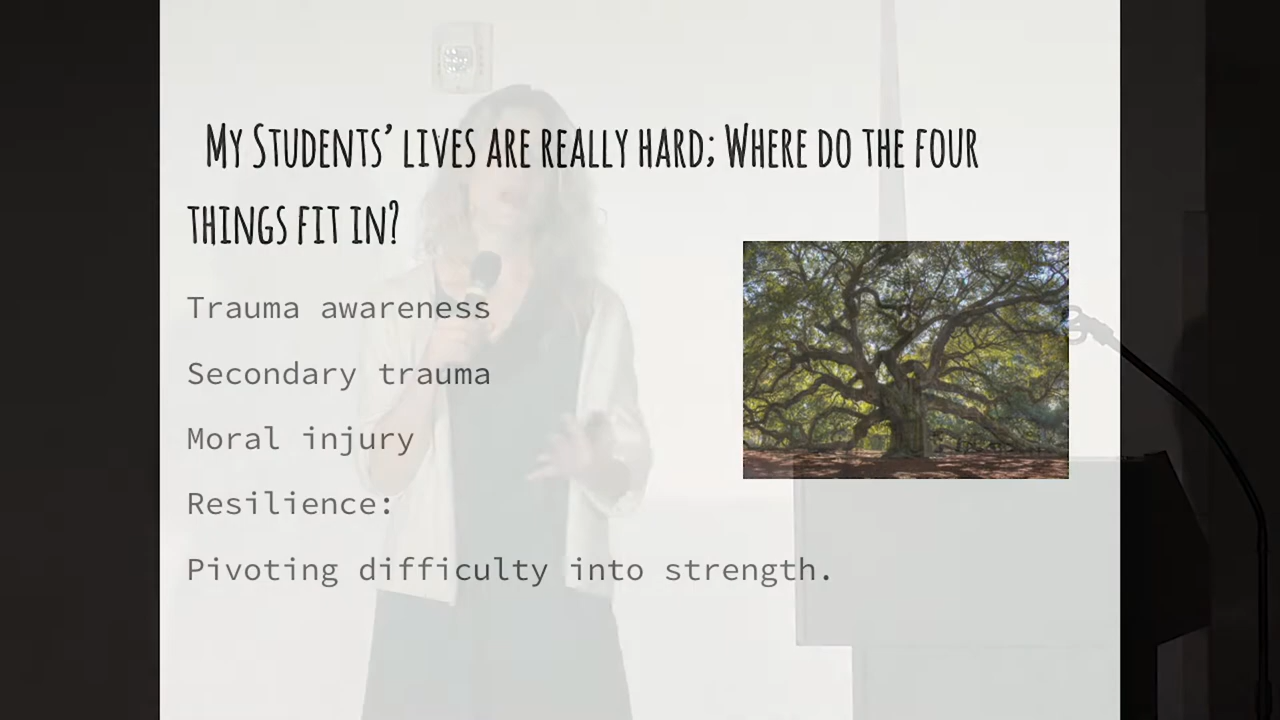 My Students’ lives are really hard; Where do the four
things fit in?
Trauma awareness
Secondary trauma
Moral injury
Resilience:
Pivoting difficulty into strength.